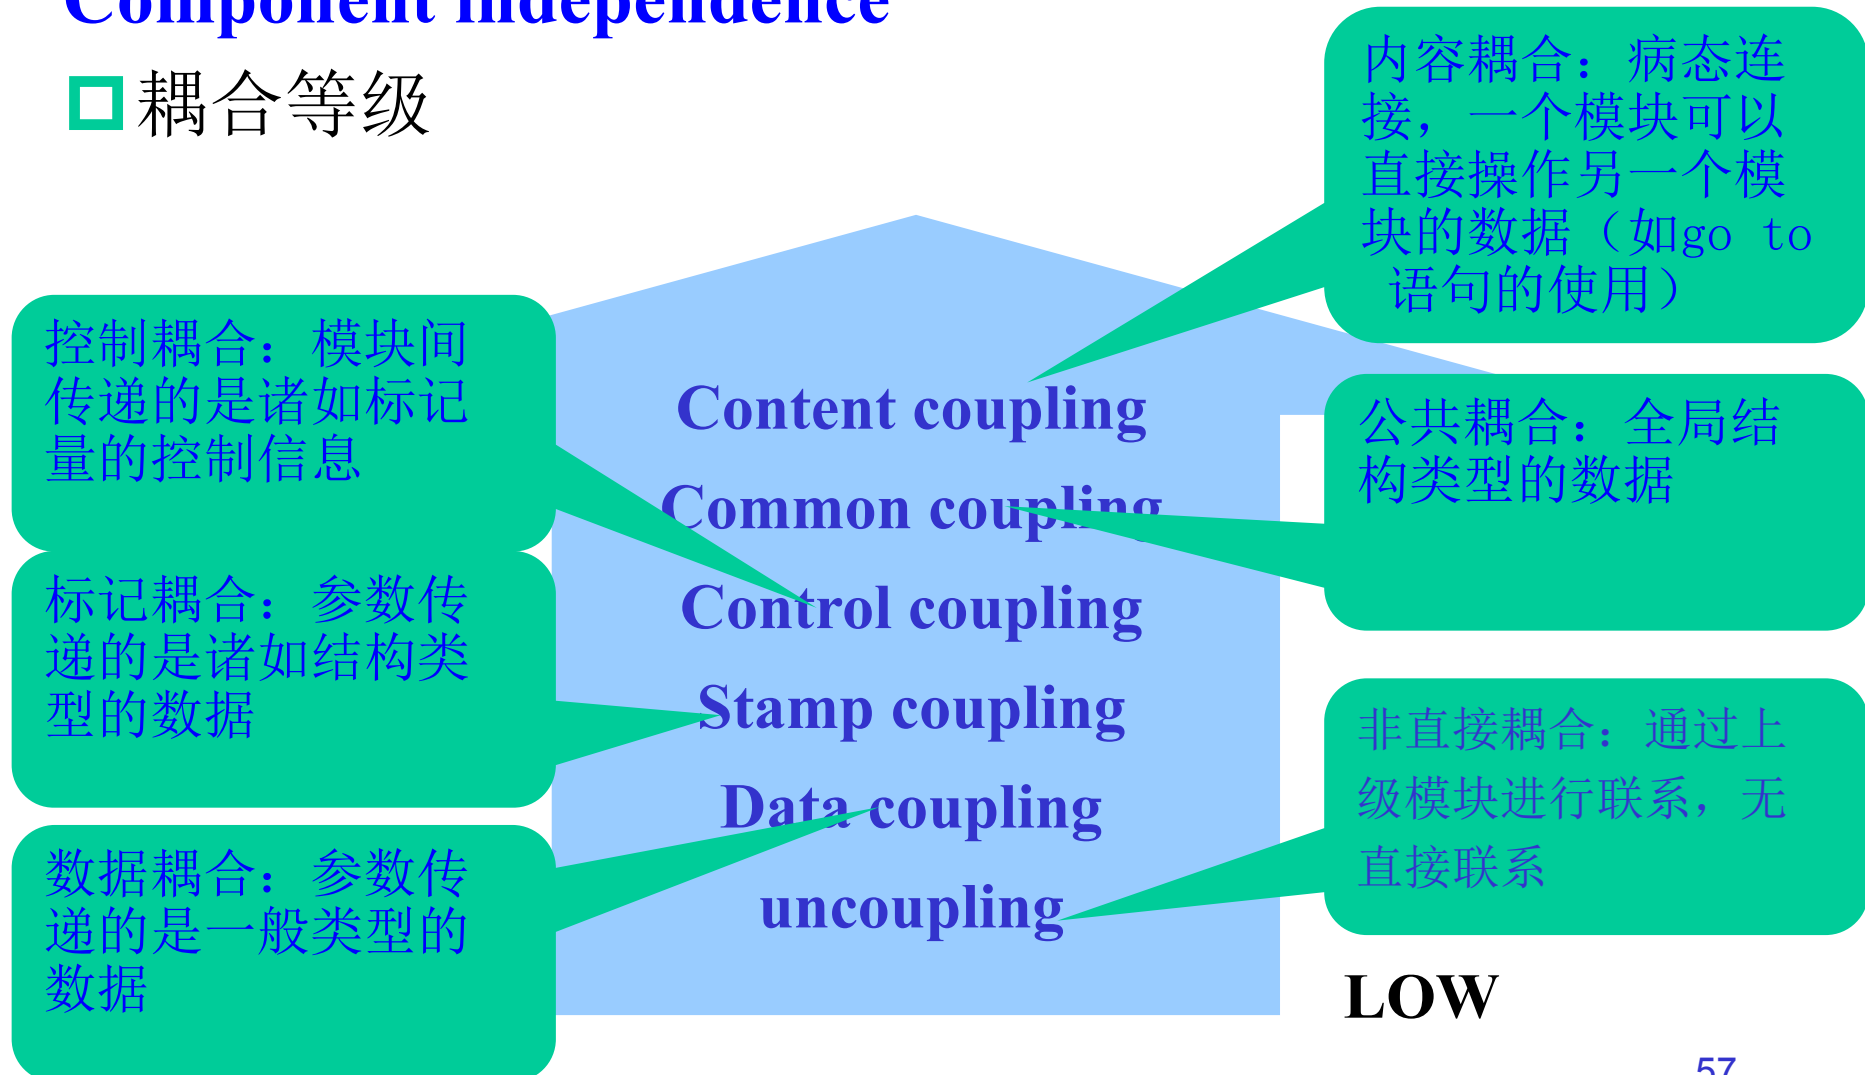 Component independence
耦合等级
内容耦合：病态连
接，一个模块可以
直接操作另一个模
块的数据（如go to
语句的使用）
控制耦合：模块间
传递的是诸如标记
量的控制信息
Content coupling
公共耦合：全局结
构类型的数据
Common coupling
标记耦合：参数传
递的是诸如结构类
型的数据
Control coupling
Stamp coupling
非直接耦合：通过上
级模块进行联系，无
直接联系
Data coupling
数据耦合：参数传
递的是一般类型的
数据
uncoupling
LOW
57